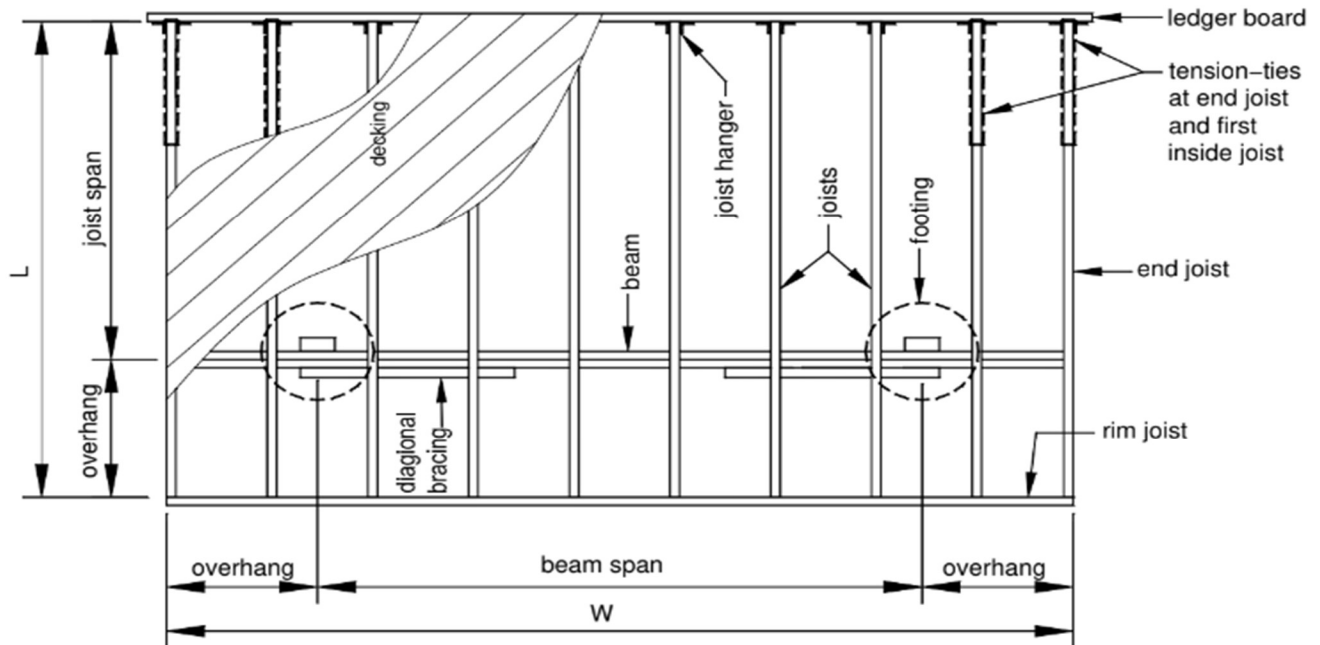 ledger board
tension–ties
at end joist
and first
inside joist
decking
joist hanger
joist span
L
joists
footing
beam
end joist
overhang
diagional
bracing
rim joist
overhang
beam span
overhang
W